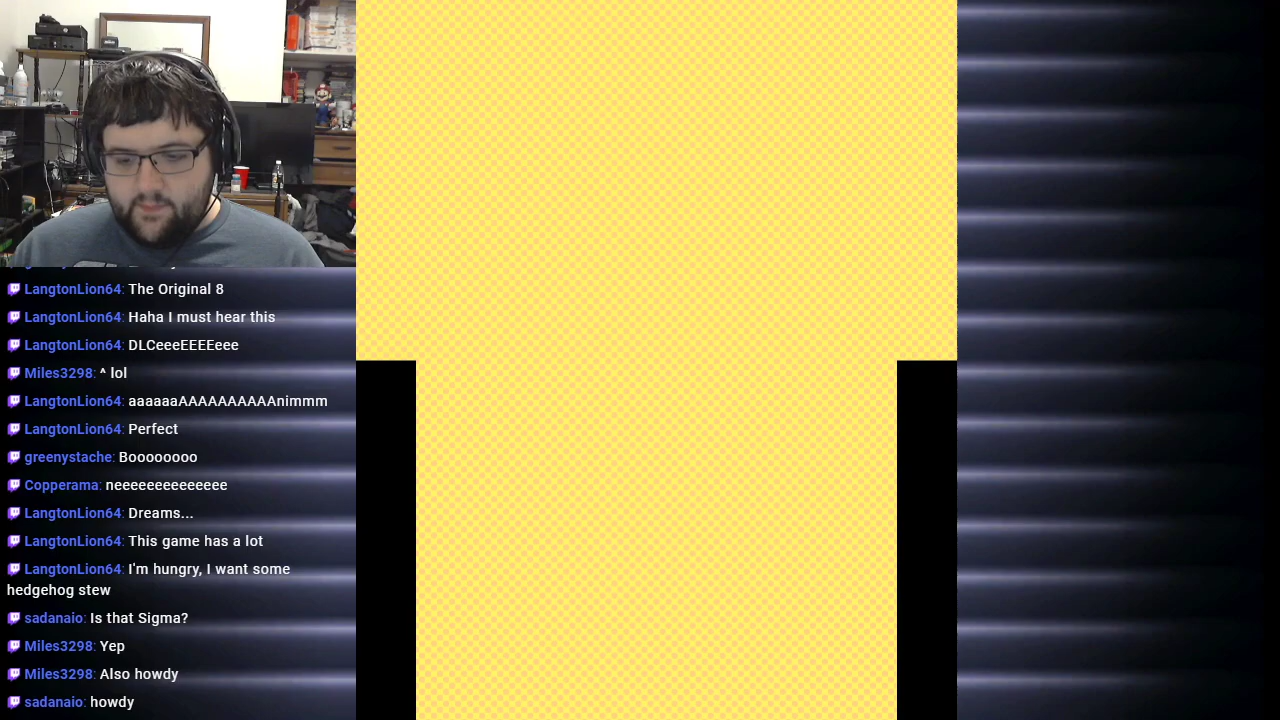 LangtonLion64: The Original 8
LangtonLion64: Haha I must hear this
LangtonLion64: DLCeeeEEEEeee
Miles3298: ^ lol
LangtonLion64: aaaaaaAAAAAAAAAAnimmm
LangtonLion64: Perfect
greenystache: Boooooooo
Copperama: neeeeeeeeeeeeee
LangtonLion64: Dreams...
LangtonLion64: This game has a lot
LangtonLion64: I'm hungry, I want some
hedgehog stew
sadanaio: Is that Sigma?
Miles3298: Yep
Miles3298: Also howdy
sadanaio: howdy